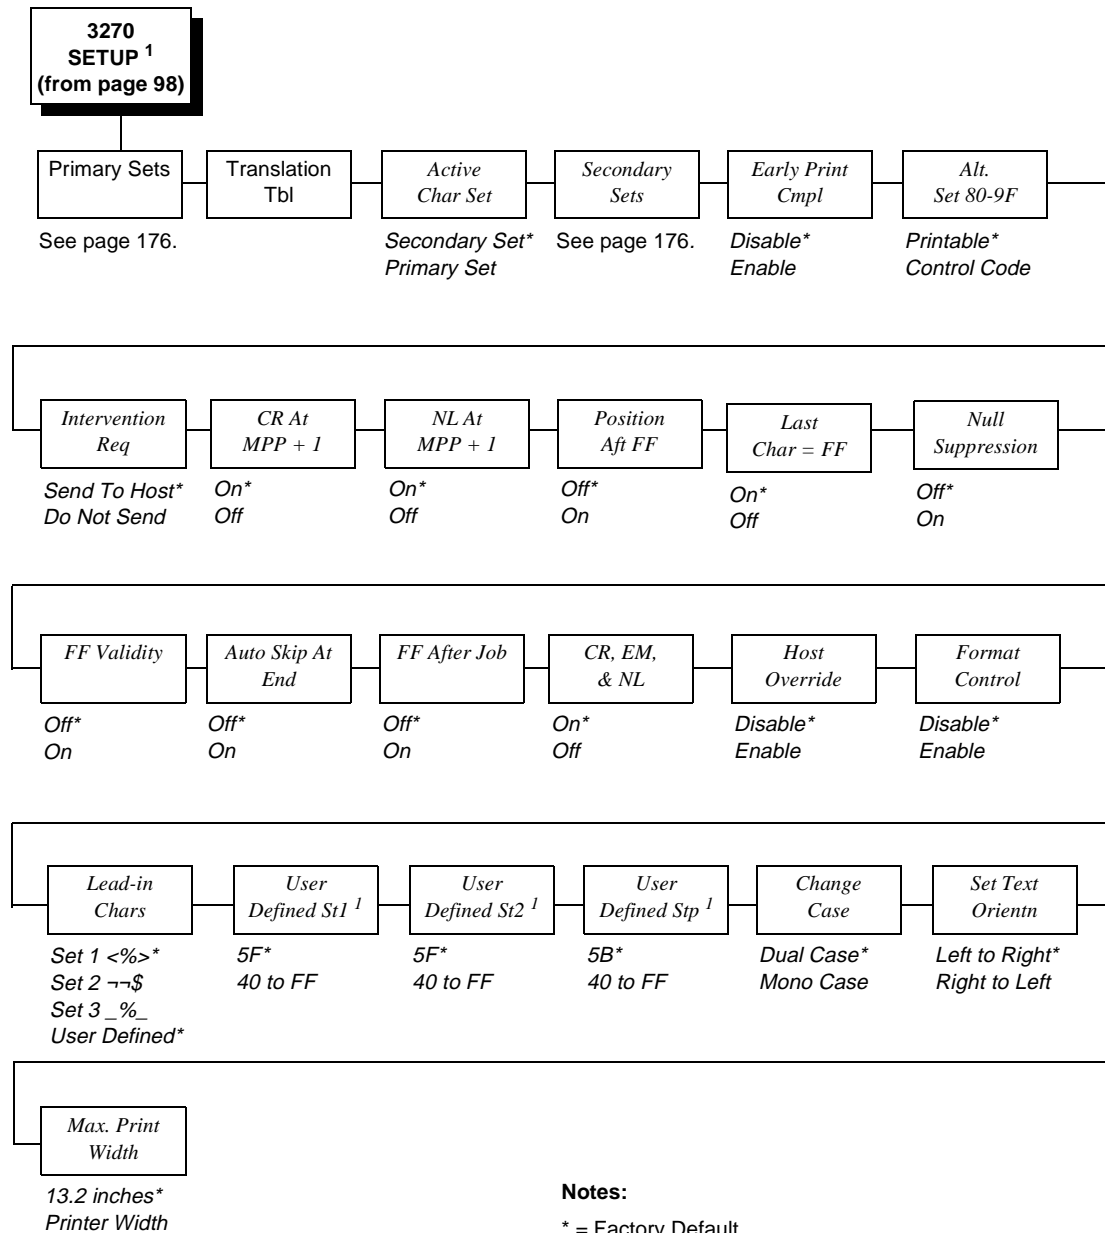 3270
SETUP 1
(from page 98)
Primary Sets
See page 176.
Translation
Tbl
Active
Char Set
Secondary Set*
Primary Set
Secondary
Sets
See page 176.
Early Print
Cmpl
Disable*
Enable
Alt.
Set 80-9F
Printable*
Control Code
Intervention
Req
Send To Host*
Do Not Send
CR At
MPP + 1
On*
Off
NL At
MPP + 1
On*
Off
Position
Aft FF
Off*
On
Last
Char = FF
On*
Off
Null
Suppression
Off*
On
FF Validity
Off*
On
Auto Skip At
End
Off*
On
FF After Job
Off*
On
CR, EM,
& NL
On*
Off
Host
Override
Disable*
Enable
Format
Control
Disable*
Enable
Lead-in
Chars
Set 1 <%>*
Set 2 ¬¬$
Set 3 _%_
User Defined*
User
Defined St1 1
5F*
40 to FF
User
Defined St2 1
5F*
40 to FF
User
Defined Stp 1
5B*
40 to FF
Change
Case
Dual Case*
Mono Case
Set Text
Orientn
Left to Right*
Right to Left
Max. Print
Width
13.2 inches*
Printer Width
Notes:
* = Factory Default